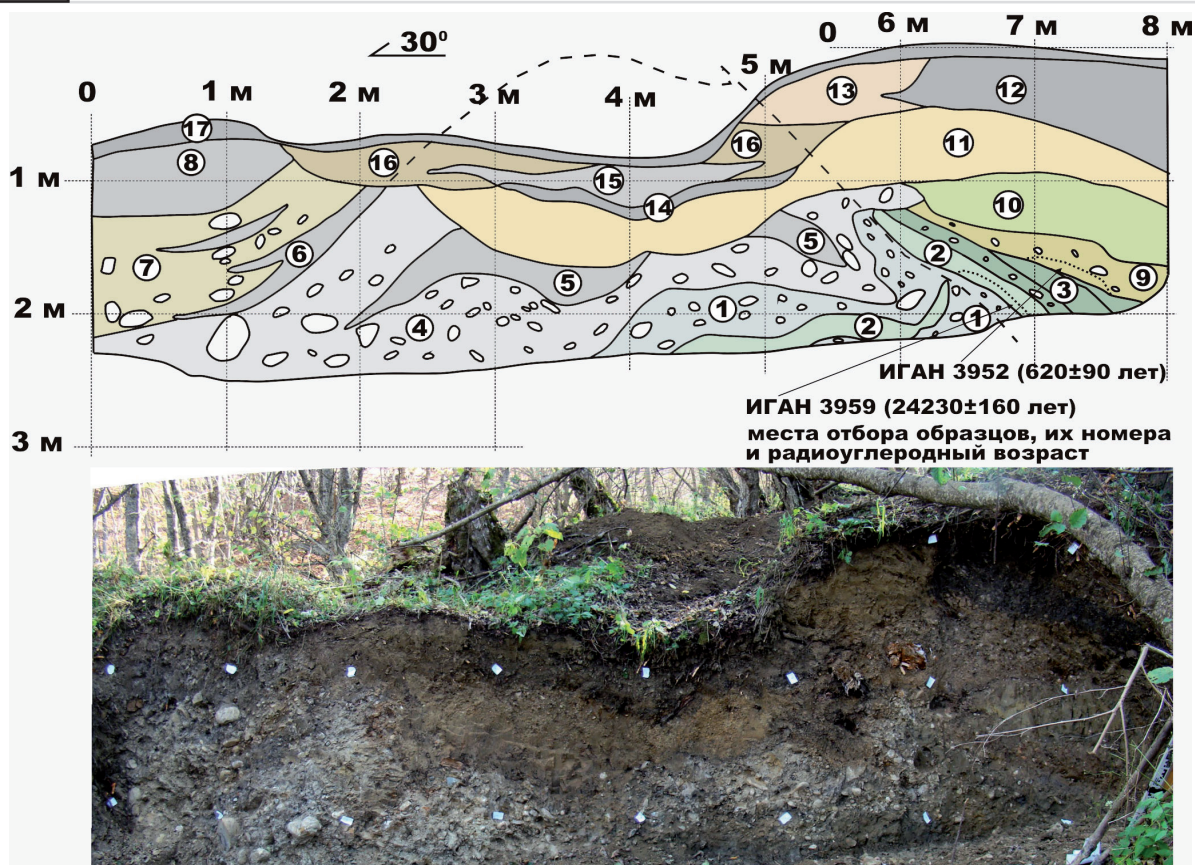 30⁰
0 6 м 7 м 8 м
0 1 м 2 м 3 м 4 м 5 м
17 8 16 15 14 16 13 12
1 м 11
10
7 6 5 5 2 9
3
2 м 4 1 2 1
ИГАН 3952 (620±90 лет)
ИГАН 3959 (24230±160 лет)
места отбора образцов, их номера
и радиоуглеродный возраст
3 м